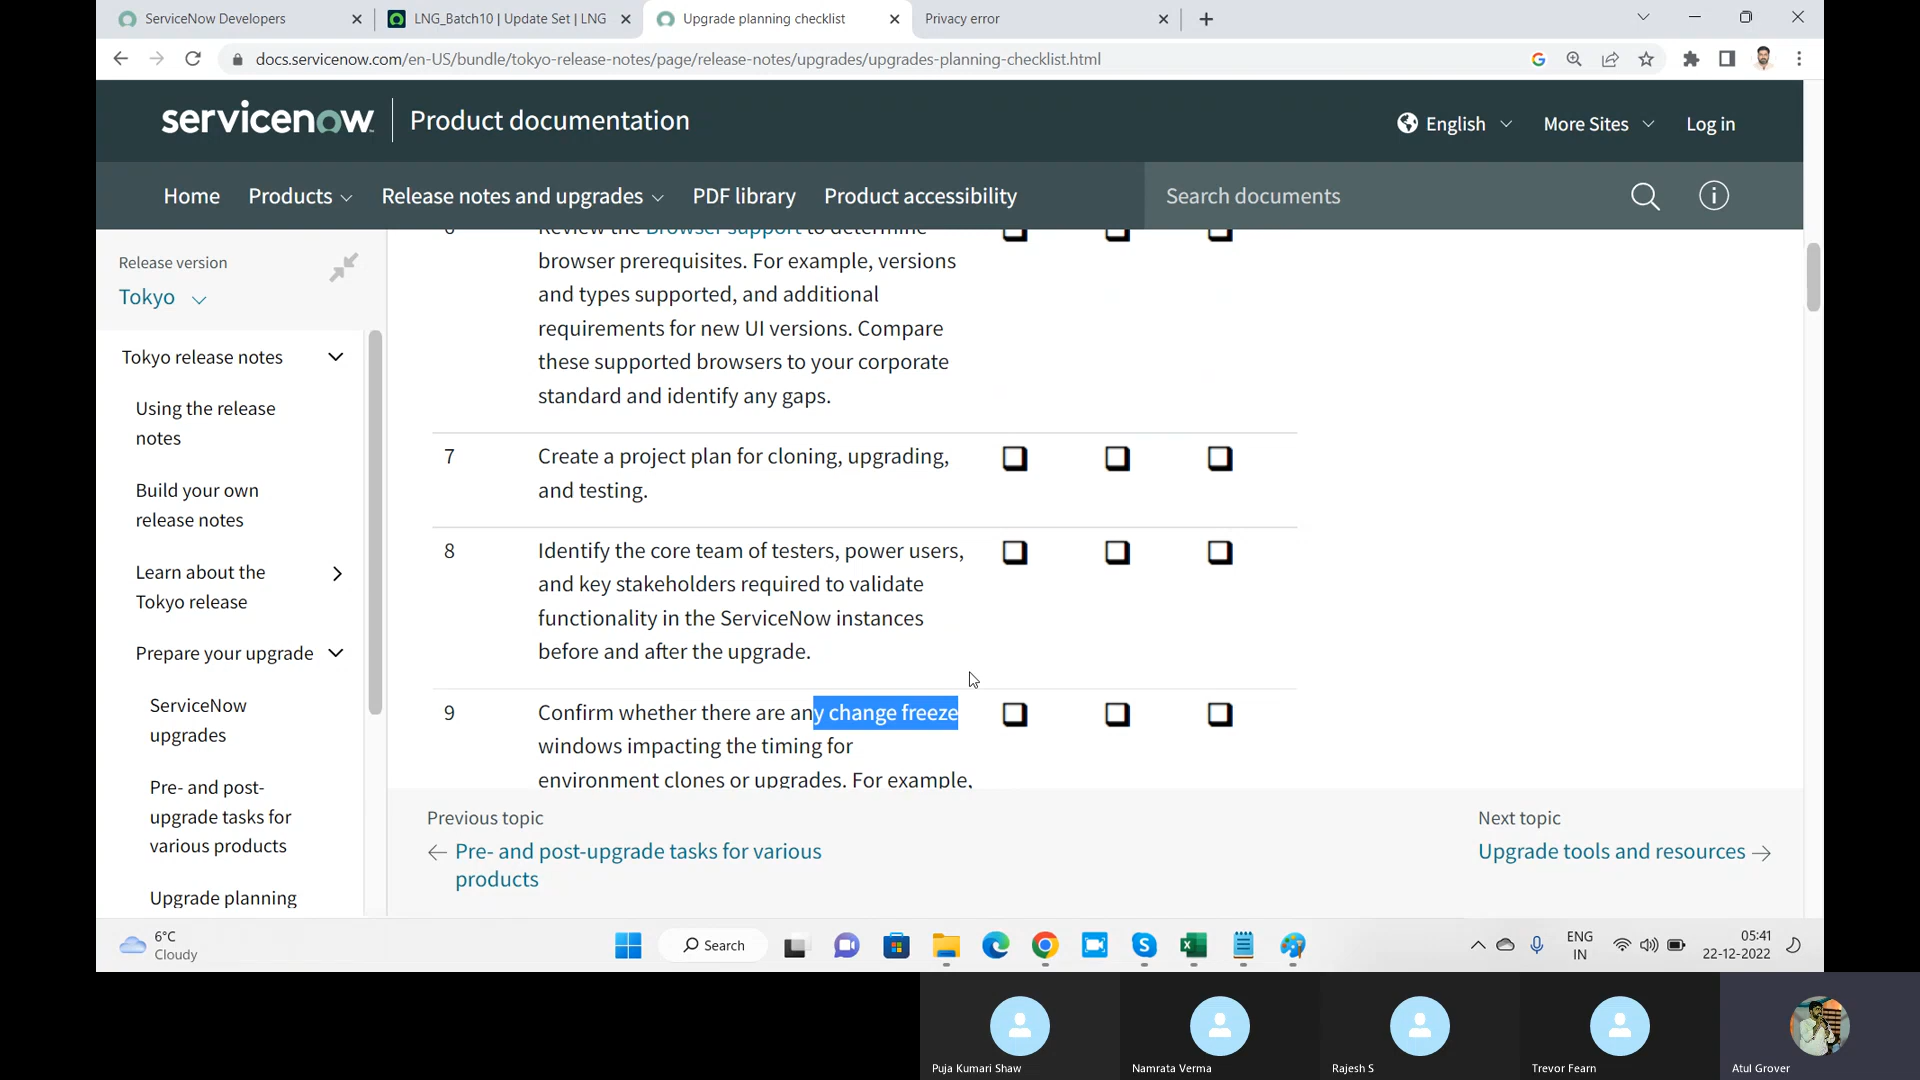 ServiceNow Developers
LNG_Batch10 | Update Set | LNG
Upgrade planning checklist
Privacy error
docs.servicenow.com/en-US/bundle/tokyo-release-notes/page/release-notes/upgrades/upgrades-planning-checklist.html
servicenow
Product documentation
English
More Sites
Log in
Home
Products
Release notes and upgrades
PDF library
Product accessibility
Search documents
Release version
Tokyo
Tokyo release notes
Using the release
notes
Build your own
release notes
Learn about the
Tokyo release
Prepare your upgrade
ServiceNow
upgrades
Pre- and post-
upgrade tasks for
various products
Upgrade planning
6 Review the Browser support to determine
browser prerequisites. For example, versions
and types supported, and additional
requirements for new UI versions. Compare
these supported browsers to your corporate
standard and identify any gaps.
7 Create a project plan for cloning, upgrading,
and testing.
8 Identify the core team of testers, power users,
and key stakeholders required to validate
functionality in the ServiceNow instances
before and after the upgrade.
9 Confirm whether there are any change freeze
windows impacting the timing for
environment clones or upgrades. For example,
Previous topic
Pre- and post-upgrade tasks for various
products
Next topic
Upgrade tools and resources
6°C
Cloudy
Search
ENG
IN
05:41
22-12-2022
Puja Kumari Shaw
Namrata Verma
Rajesh S
Trevor Fearn
Atul Grover